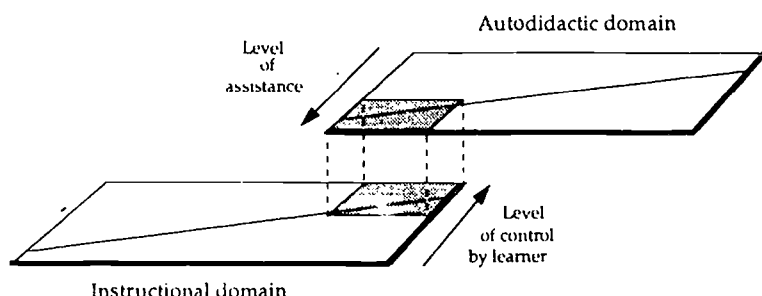 Autodidactic domain
Level
of
assistance
Level
of control
by learner
Instructional domain